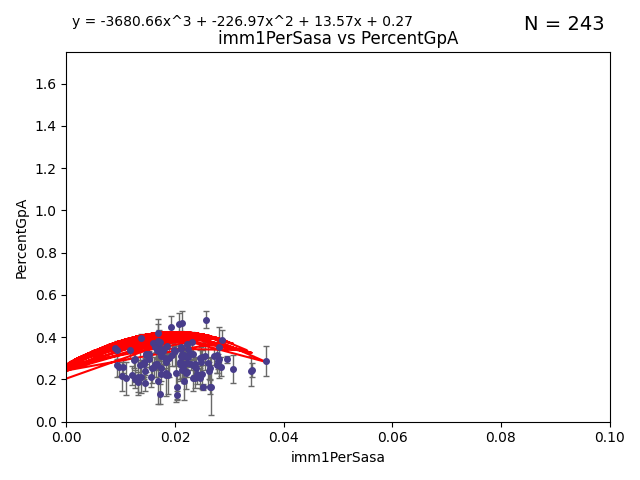 y = -3680.66x^3 + -226.97x^2 + 13.57x + 0.27
N = 243
imm1PerSasa vs PercentGpA
PercentGpA
1.6
1.4
1.2
1.0
0.8
0.6
0.4
0.2
0.0
0.00 0.02 0.04 0.06 0.08 0.10
imm1PerSasa